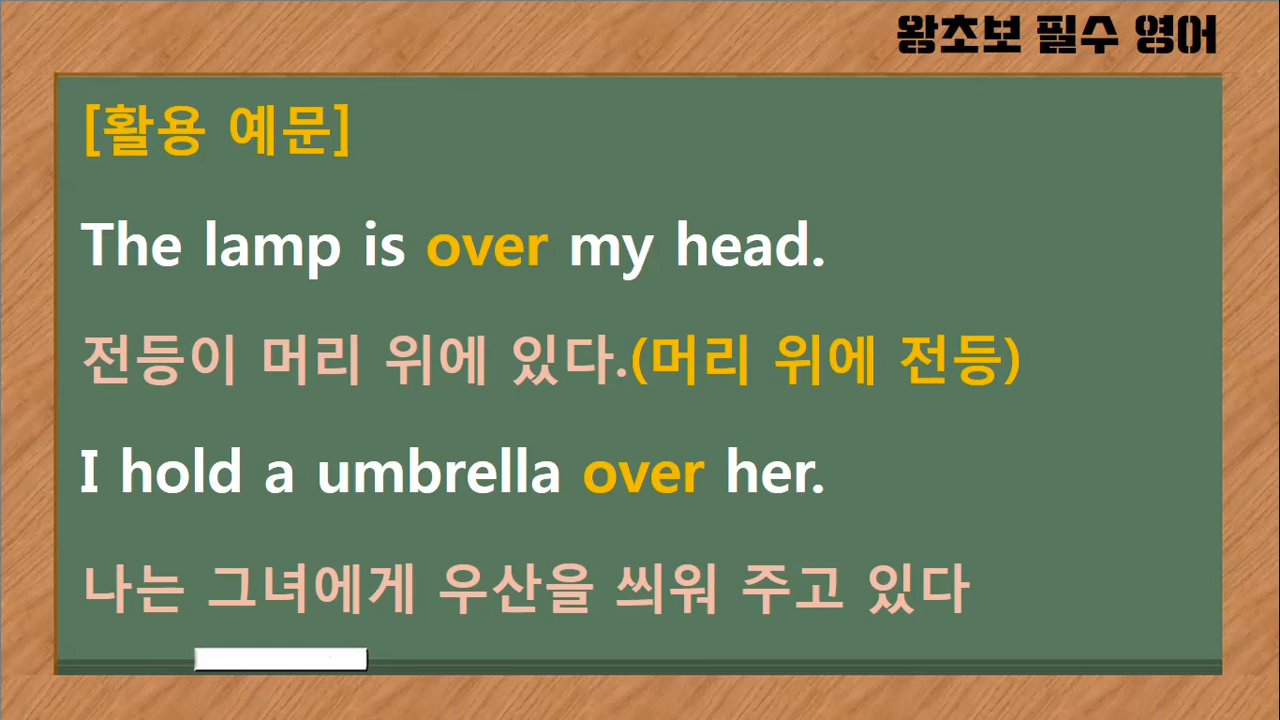 왕초보 필수 영어
[활용 예문]
The lamp is over my head.
전등이 머리 위에 있다.(머리 위에 전등)
I hold a umbrella over her.
나는 그녀에게 우산을 씌워 주고 있다